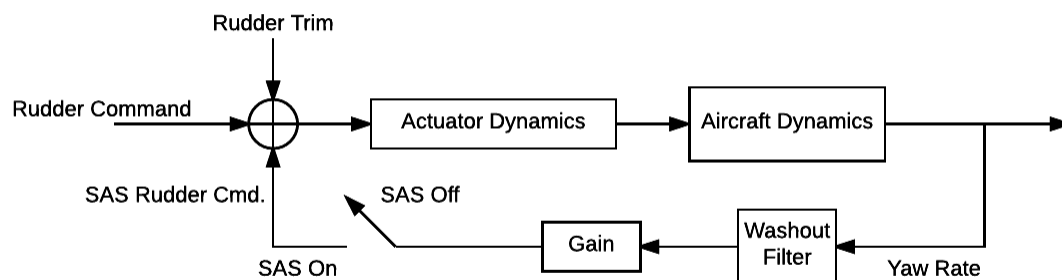 Rudder Trim
Rudder Command
Actuator Dynamics
Aircraft Dynamics
SAS Rudder Cmd.
SAS Off
Gain
Washout
Filter
SAS On
Yaw Rate